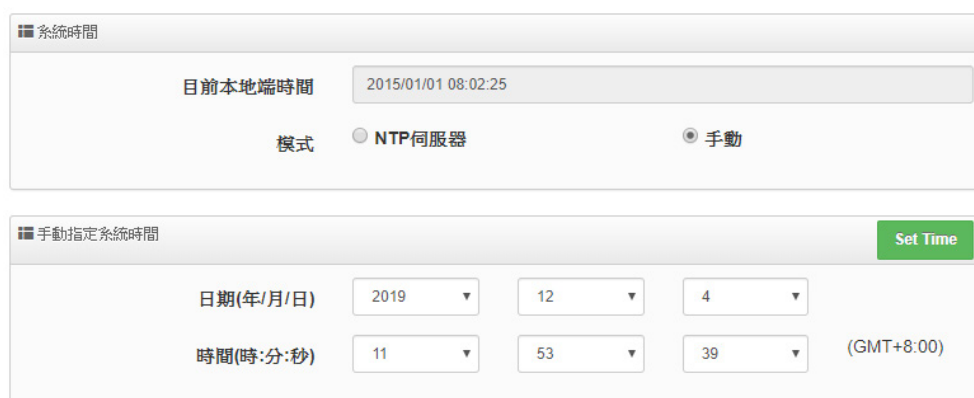 系統時間
目前本地端時間 2015/01/01 08:02:25
模式 NTP伺服器 手動
手動指定系統時間 Set Time
日期(年/月/日) 2019 12 4
時間(時:分:秒) 11 53 39 (GMT+8:00)